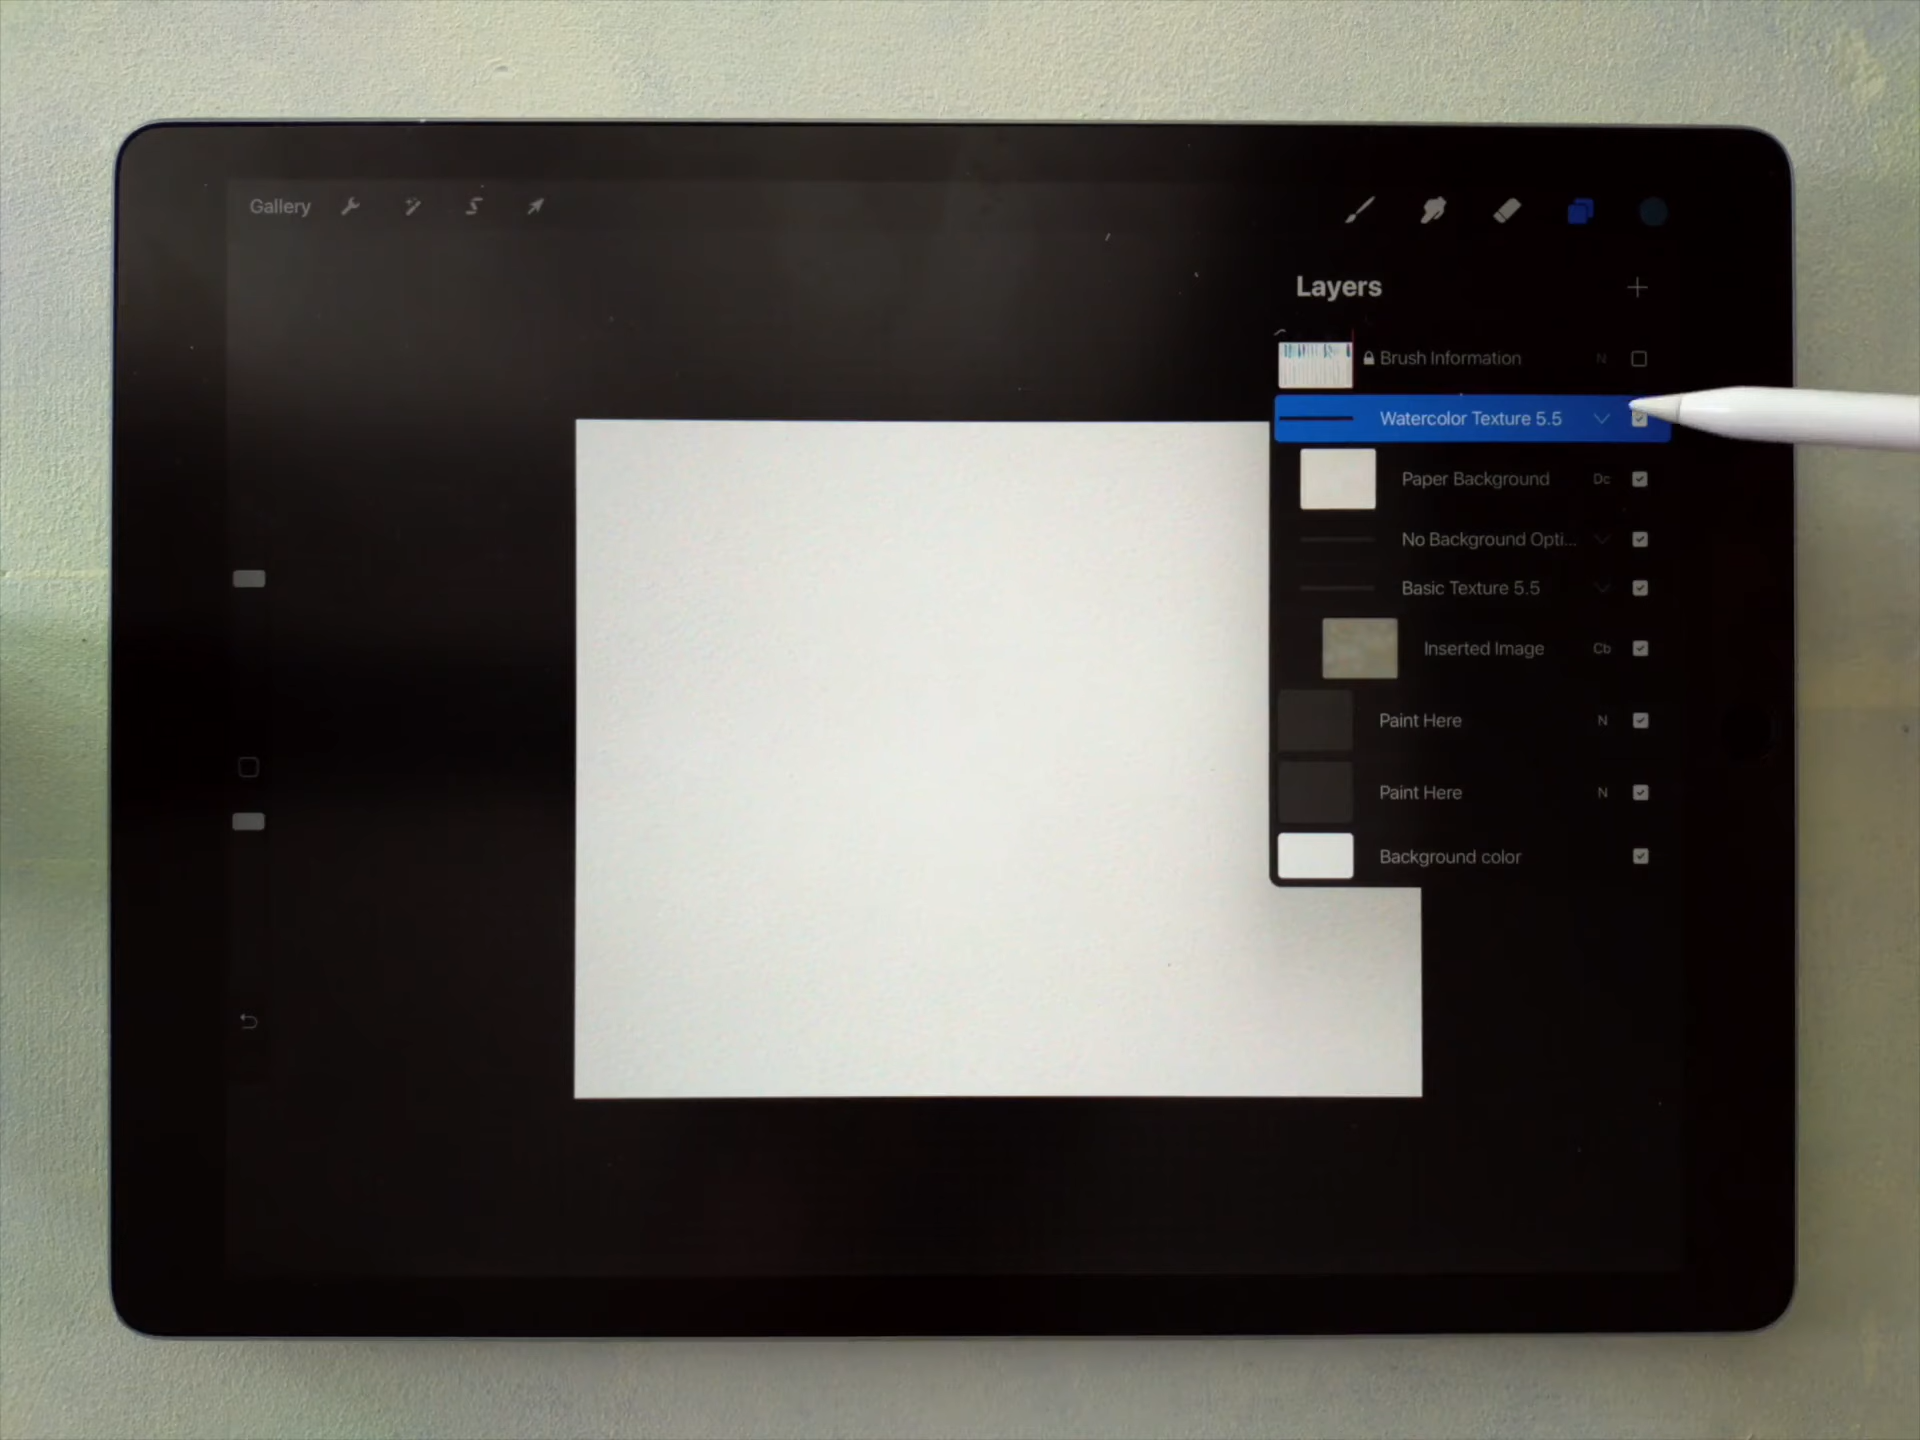 Gallery
Layers
Brush Information N
Watercolor Texture 5.5
Paper Background Dc
No Background Opti...
Basic Texture 5.5
Inserted Image Cb
Paint Here N
Paint Here N
Background color